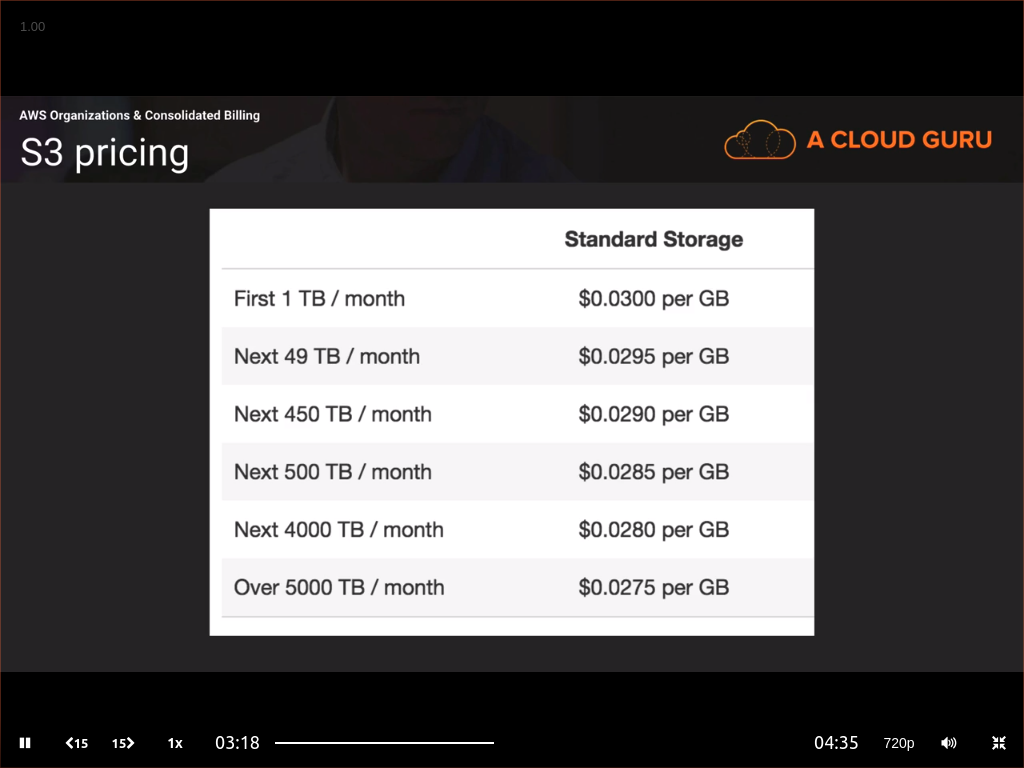 1.00
AWS Organizations & Consolidated Billing
S3 pricing
A CLOUD GURU
Standard Storage
First 1 TB / month $0.0300 per GB
Next 49 TB / month $0.0295 per GB
Next 450 TB / month $0.0290 per GB
Next 500 TB / month $0.0285 per GB
Next 4000 TB / month $0.0280 per GB
Over 5000 TB / month $0.0275 per GB
15 15 1x 03:18 04:35 720p